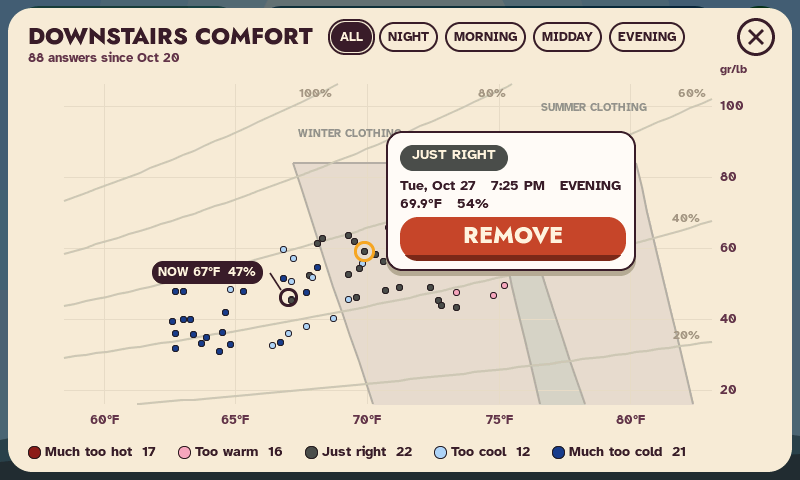 DOWNSTAIRS COMFORT
ALL
NIGHT
MORNING
MIDDAY
EVENING
88 answers since Oct 20
gr/lb
100%
80%
60%
SUMMER CLOTHING
100
WINTER CLOTHING
JUST RIGHT
80
Tue, Oct 27 7:25 PM EVENING
69.9°F 54%
40%
REMOVE
60
NOW 67°F 47%
40
20%
20
60°F
65°F
70°F
75°F
80°F
Much too hot 17
Too warm 16
Just right 22
Too cool 12
Much too cold 21